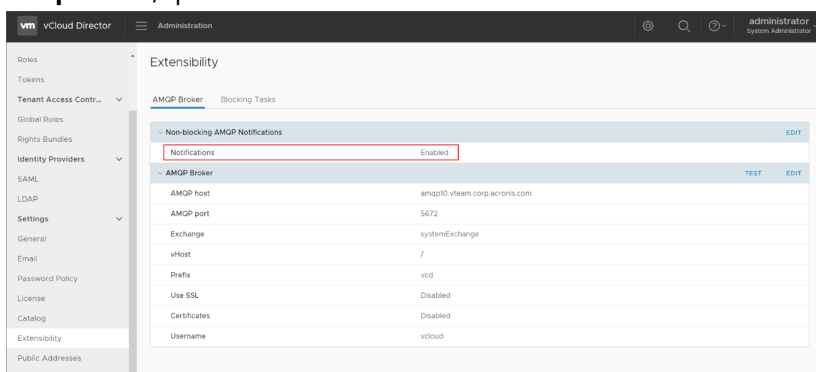 vm vCloud Director Administration administrator
System Administrator
Roles
Tokens
Tenant Access Contr...
Global Roles
Rights Bundles
Identity Providers
SAML
LDAP
Settings
General
Email
Password Policy
License
Catalog
Extensibility
Public Addresses
Extensibility
AMQP Broker Blocking Tasks
Non-blocking AMQP Notifications EDIT
Notifications Enabled
AMQP Broker TEST EDIT
AMQP host amqp10.vteam.corp.acronis.com
AMQP port 5672
Exchange systemExchange
vHost /
Prefix vcd
Use SSL Disabled
Certificates Disabled
Username vcloud